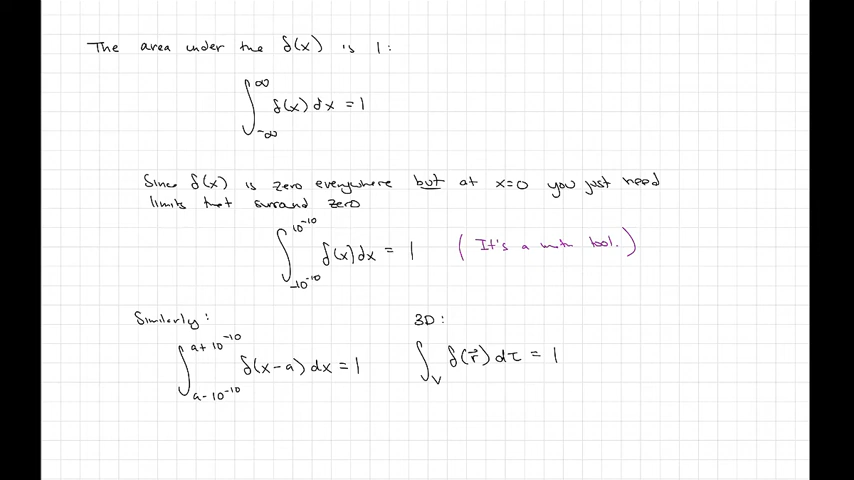 The area under the δ(x) is 1:
∫_{-∞}^{∞} δ(x) dx = 1
Since δ(x) is zero everywhere but at x=0 you just need
limits that surround zero
∫_{-10^{-10}}^{10^{-10}} δ(x) dx = 1 (It's a math tool.)
Similarly: 3D:
∫_{a-10^{-10}}^{a+10^{-10}} δ(x-a) dx = 1 ∫_V δ(r⃗) dτ = 1